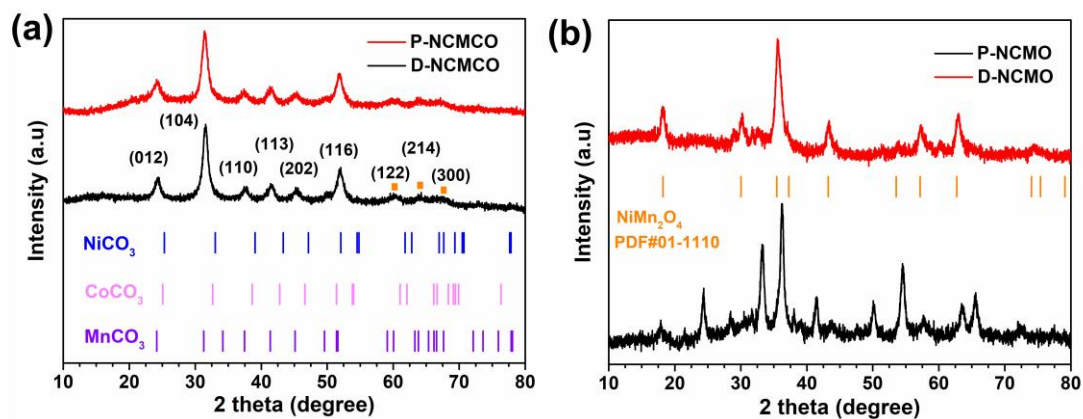 (a)
P-NCMCO
D-NCMCO
(104)
(012)
(110)
(113)
(202)
(116)
(122)
(214)
(300)
NiCO₃
CoCO₃
MnCO₃
Intensity (a.u)
10 20 30 40 50 60 70 80
2 theta (degree)
(b)
P-NCMO
D-NCMO
NiMn₂O₄
PDF#01-1110
Intensity (a.u)
10 20 30 40 50 60 70 80
2 theta (degree)